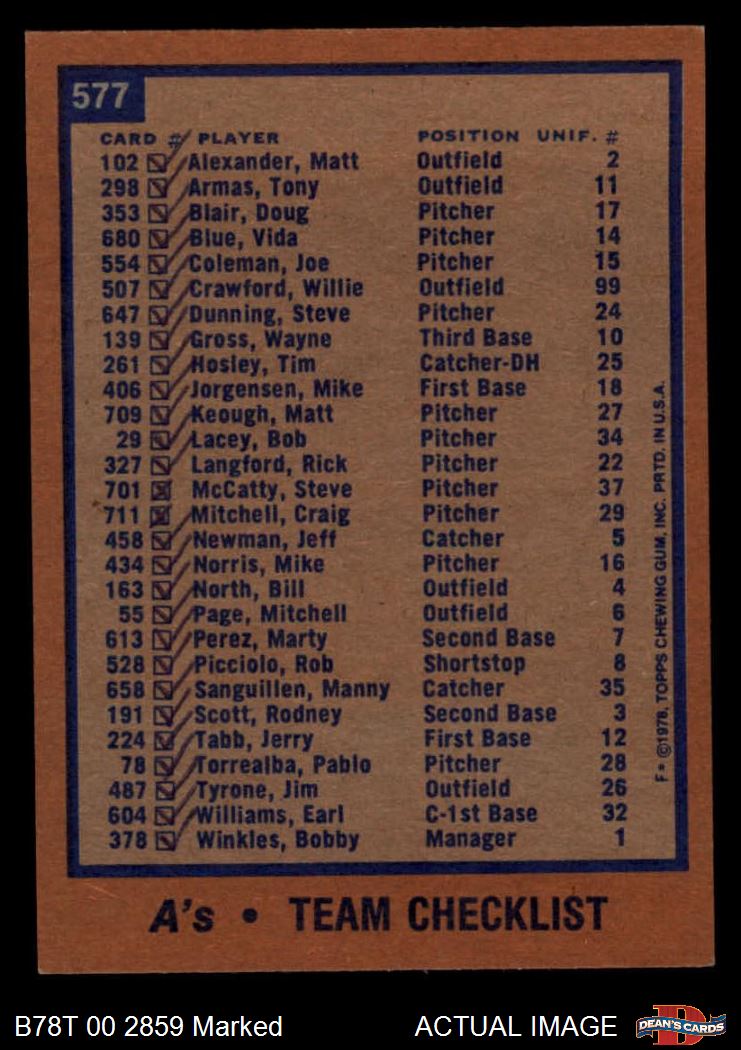 577
CARD # PLAYER POSITION UNIF. #
102 Alexander, Matt Outfield 2
298 Armas, Tony Outfield 11
353 Blair, Doug Pitcher 17
680 Blue, Vida Pitcher 14
554 Coleman, Joe Pitcher 15
507 Crawford, Willie Outfield 99
647 Dunning, Steve Pitcher 24
139 Gross, Wayne Third Base 10
261 Hosley, Tim Catcher-DH 25
406 Jorgensen, Mike First Base 18
709 Keough, Matt Pitcher 27
29 Lacey, Bob Pitcher 34
327 Langford, Rick Pitcher 22
701 McCatty, Steve Pitcher 37
711 Mitchell, Craig Pitcher 29
458 Newman, Jeff Catcher 5
434 Norris, Mike Pitcher 16
163 North, Bill Outfield 4
55 Page, Mitchell Outfield 6
613 Perez, Marty Second Base 7
528 Picciolo, Rob Shortstop 8
658 Sanguillen, Manny Catcher 35
191 Scott, Rodney Second Base 3
224 Tabb, Jerry First Base 12
78 Torrealba, Pablo Pitcher 28
487 Tyrone, Jim Outfield 26
604 Williams, Earl C-1st Base 32
378 Winkles, Bobby Manager 1
F* ©1978, TOPPS CHEWING GUM, INC. PRTD. IN U.S.A.
A's • TEAM CHECKLIST
B78T 00 2859 Marked ACTUAL IMAGE
DEAN'S CARDS